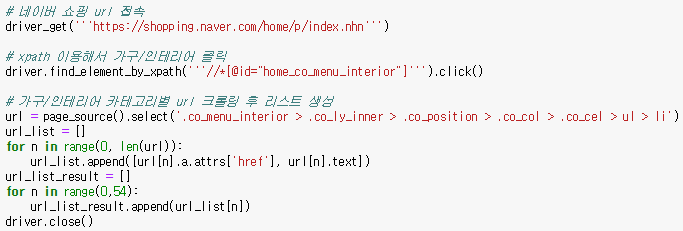 # 네이버 쇼핑 url 접속
driver_get('''https://shopping.naver.com/home/p/index.nhn''')
# xpath 이용해서 가구/인테리어 클릭
driver.find_element_by_xpath('''//*[@id="home_co_menu_interior"]''').click()
# 가구/인테리어 카테고리별 url 크롤링 후 리스트 생성
url = page_source().select('.co_menu_interior > .co_ly_inner > .co_position > .co_col > .co_cel > ul > li')
url_list = []
for n in range(0, len(url)):
    url_list.append([url[n].a.attrs['href'], url[n].text])
url_list_result = []
for n in range(0,54):
    url_list_result.append(url_list[n])
driver.close()